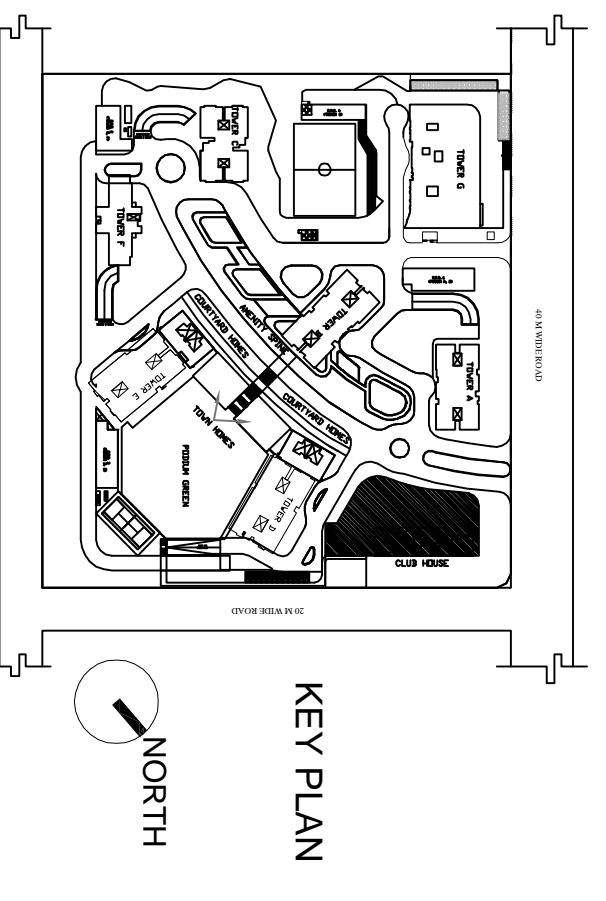 TOWER C
TOWER G
TOWER F
COURTYARD HOMES
AMENITY SPINE
TOWER B
40 M WIDE ROAD
TOWER A
TOWER E
COURTYARD HOMES
TOWN HOMES
PODIUM GREEN
TOWER D
CLUB HOUSE
20 M WIDE ROAD
NORTH
KEY PLAN